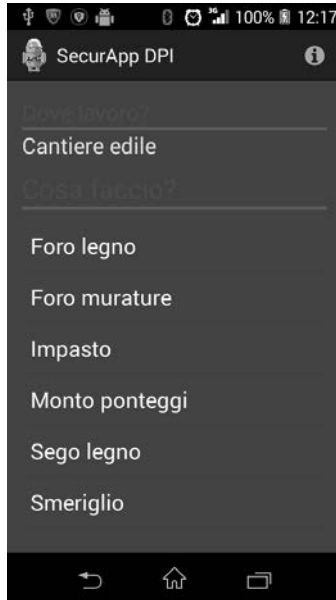 100% 12:17
SecurApp DPI
Dove lavoro?
Cantiere edile
Cosa faccio?
Foro legno
Foro murature
Impasto
Monto ponteggi
Sego legno
Smeriglio